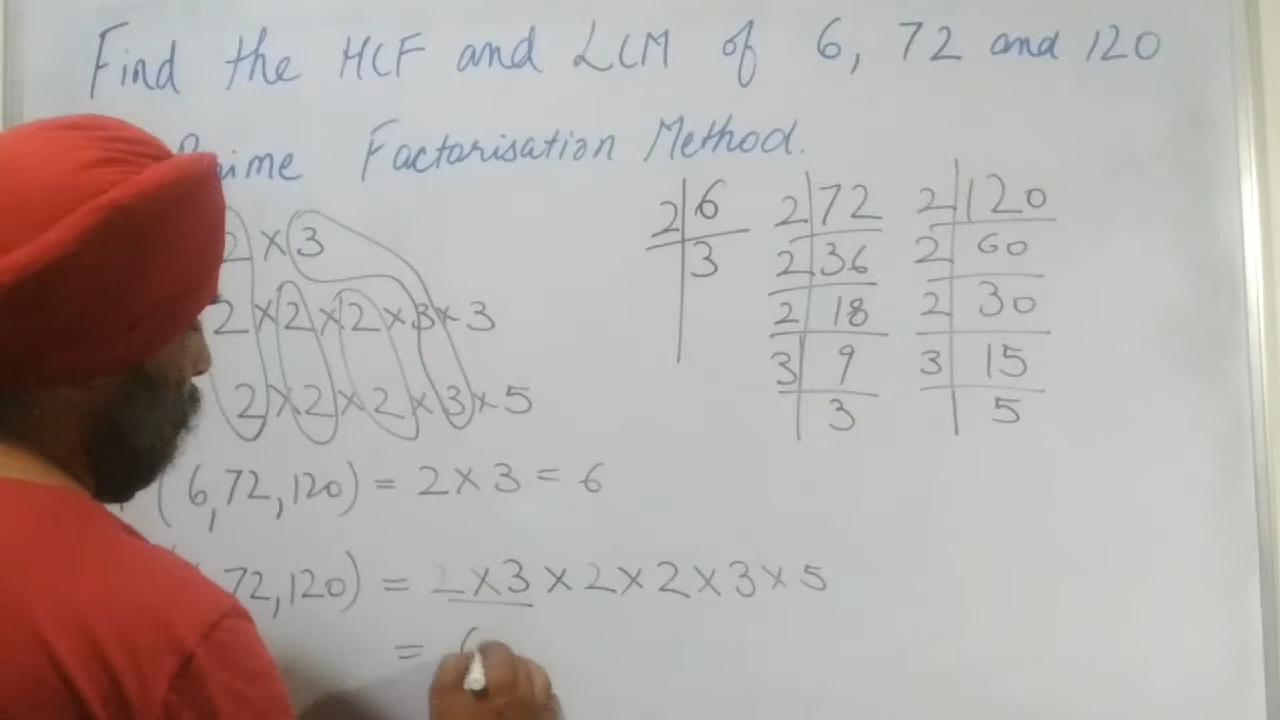 Find the HCF and LCM of 6, 72 and 120
Prime Factorisation Method.
2 × 3
2 × 2 × 2 × 3 × 3
2 × 2 × 2 × 3 × 5
(6,72,120) = 2 × 3 = 6
72,120) = 2 × 3 × 2 × 2 × 3 × 5
=
2 6
3
2 72
2 36
2 18
3 9
3
2 120
2 60
2 30
3 15
5